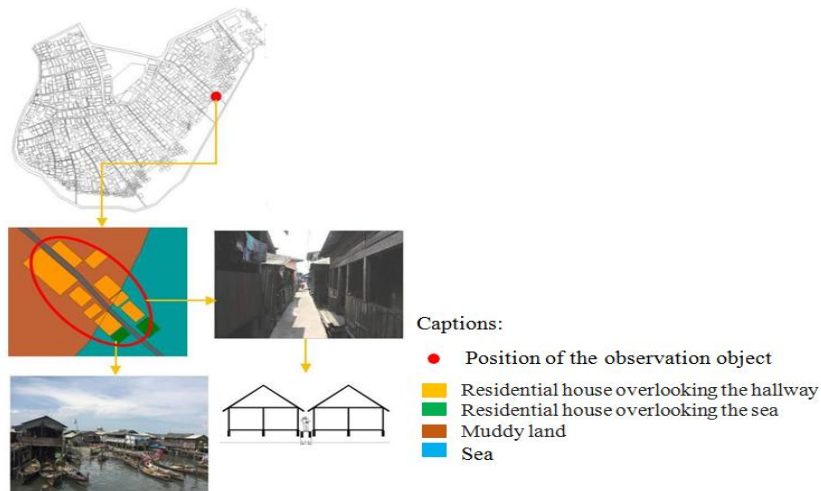 Captions:
Position of the observation object
Residential house overlooking the hallway
Residential house overlooking the sea
Muddy land
Sea